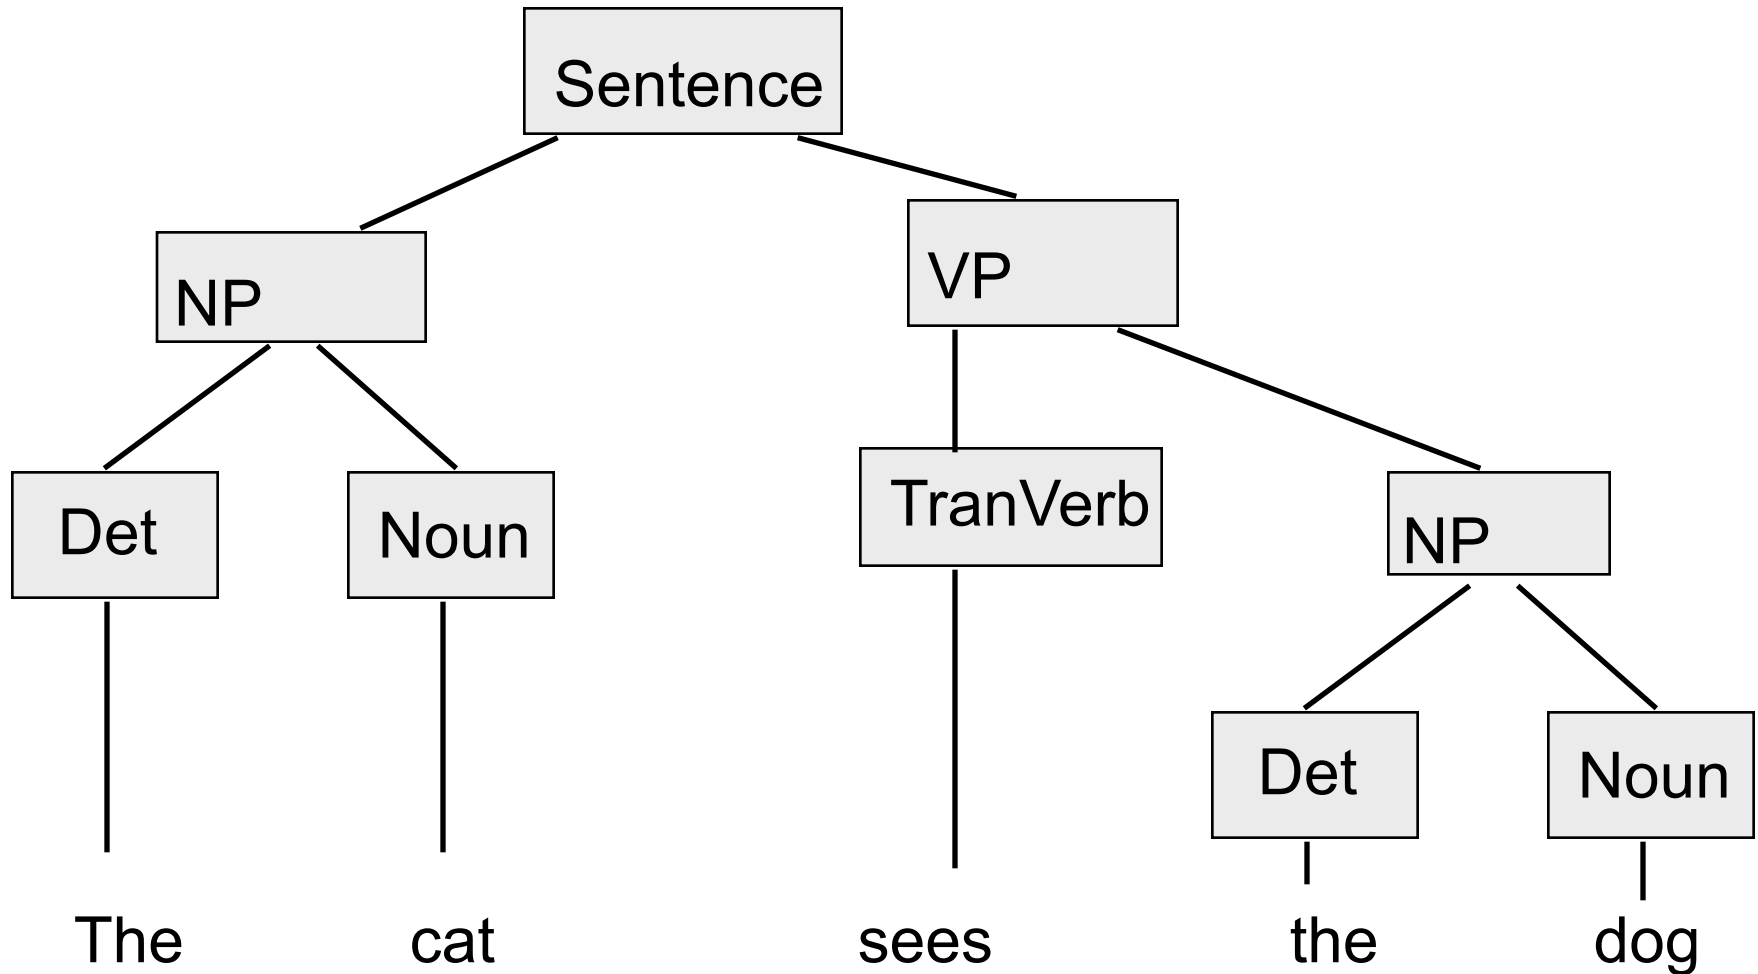 Sentence
VP
NP
TranVerb
Det
Noun
NP
Det
Noun
The cat sees the dog